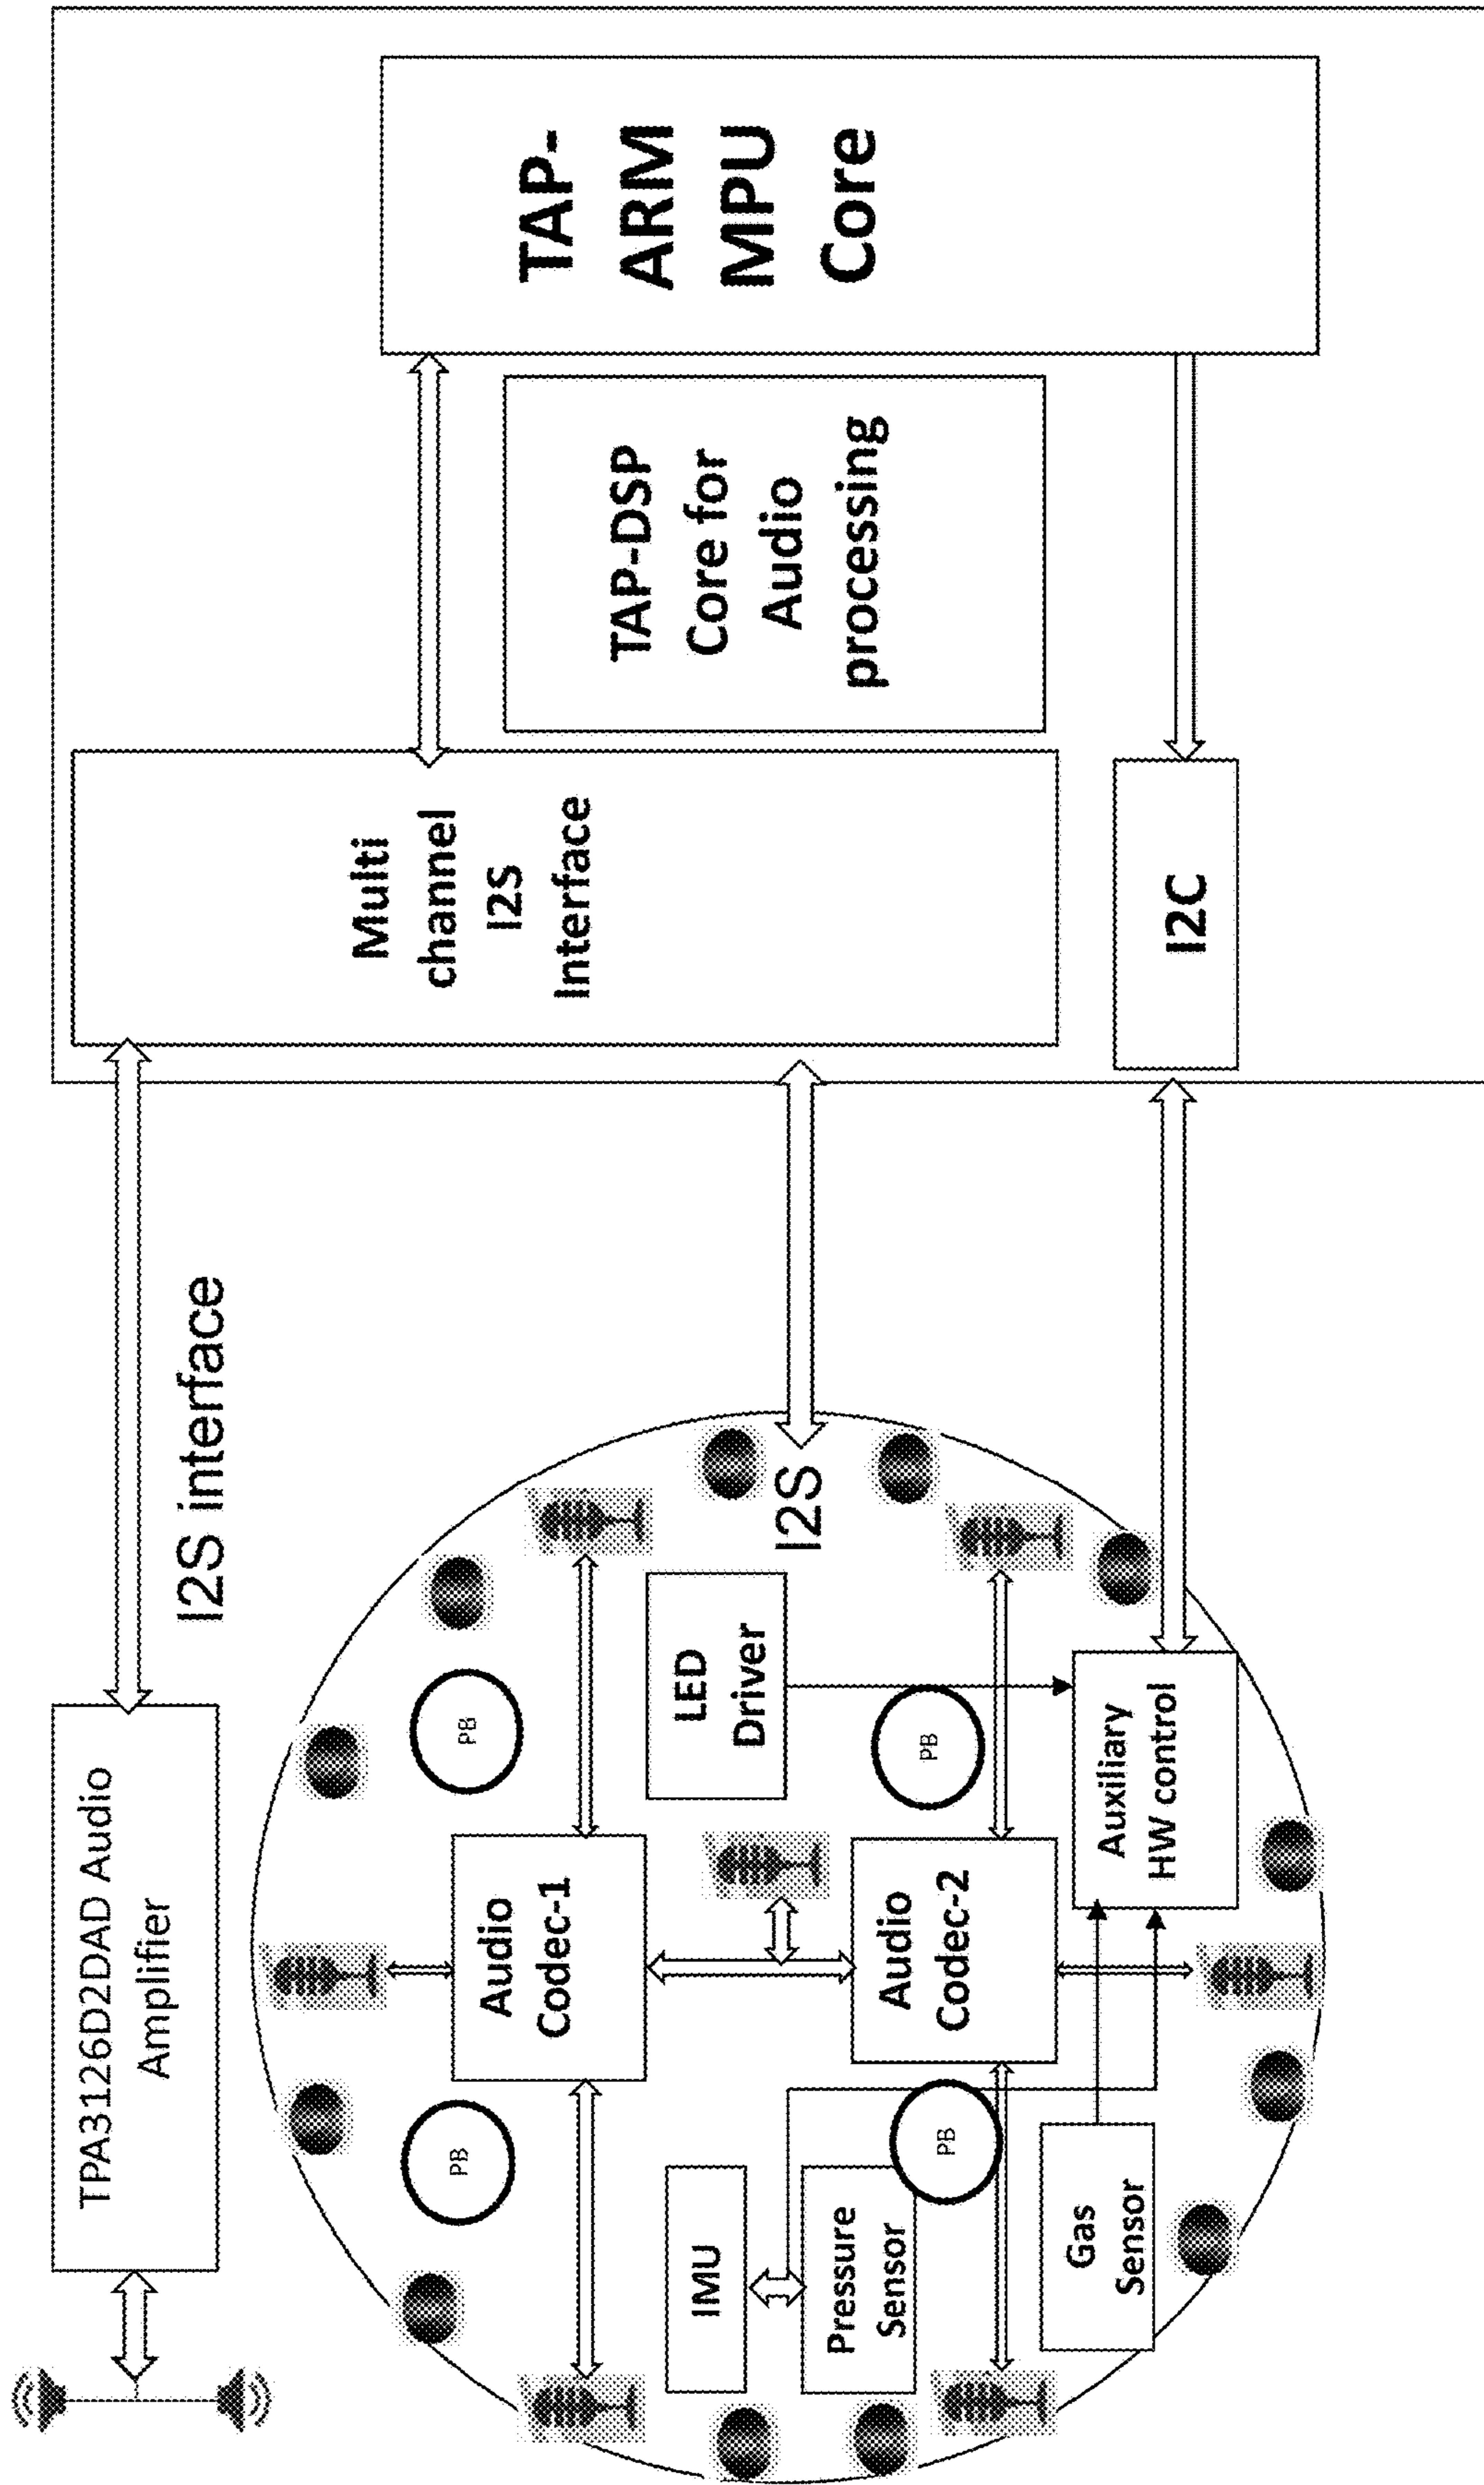 TPA3126D2DAD Audio
Amplifier
I2S interface
Multi
channel
I2S
Interface
TAP-
ARM
MPU
Core
TAP-DSP
Core for
Audio
processing
I2C
PB
PB
Audio
Codec-1
LED
Driver
I2S
IMU
Pressure
Sensor
PB
Audio
Codec-2
PB
Gas
Sensor
Auxiliary
HW control